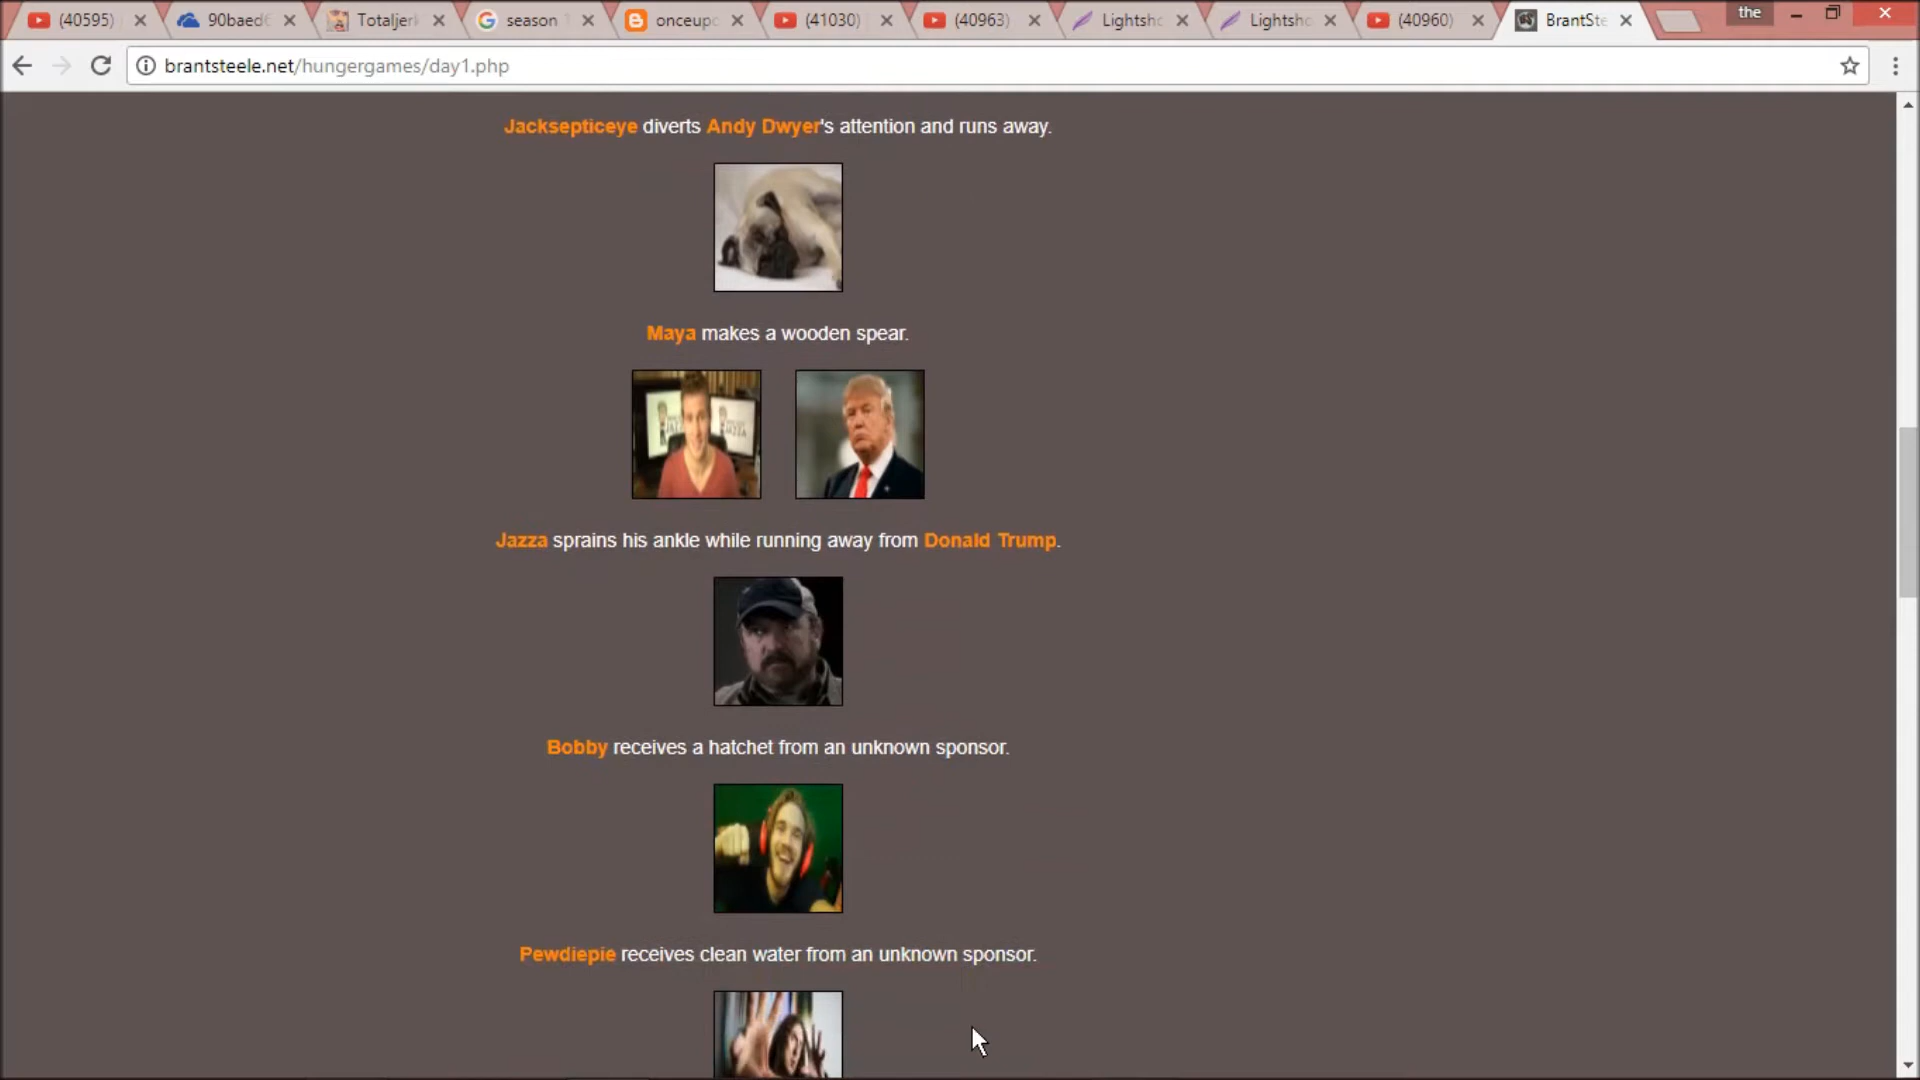 (40595)
90baed
Totaljer
season
onceup
(41030)
(40963)
Lightsh
Lightsh
(40960)
BrantSte
the
brantsteele.net/hungergames/day1.php
Jacksepticeye diverts Andy Dwyer's attention and runs away.
Maya makes a wooden spear.
Jazza sprains his ankle while running away from Donald Trump.
Bobby receives a hatchet from an unknown sponsor.
Pewdiepie receives clean water from an unknown sponsor.